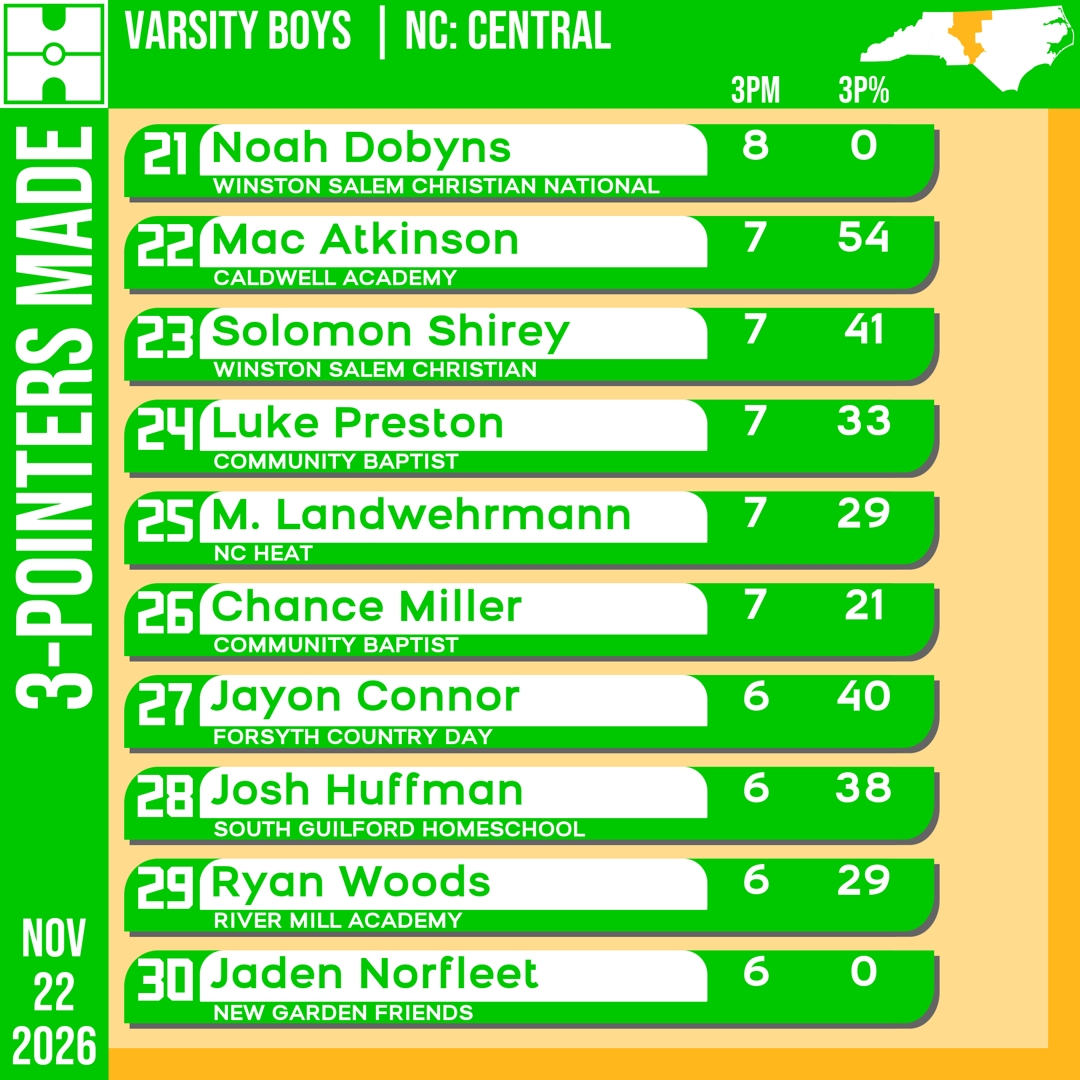 VARSITY BOYS | NC: CENTRAL
3PM 3P%
3-POINTERS MADE
21 Noah Dobyns 8 0
WINSTON SALEM CHRISTIAN NATIONAL
22 Mac Atkinson 7 54
CALDWELL ACADEMY
23 Solomon Shirey 7 41
WINSTON SALEM CHRISTIAN
24 Luke Preston 7 33
COMMUNITY BAPTIST
25 M. Landwehrmann 7 29
NC HEAT
26 Chance Miller 7 21
COMMUNITY BAPTIST
27 Jayon Connor 6 40
FORSYTH COUNTRY DAY
28 Josh Huffman 6 38
SOUTH GUILFORD HOMESCHOOL
29 Ryan Woods 6 29
RIVER MILL ACADEMY
30 Jaden Norfleet 6 0
NEW GARDEN FRIENDS
NOV
22
2026